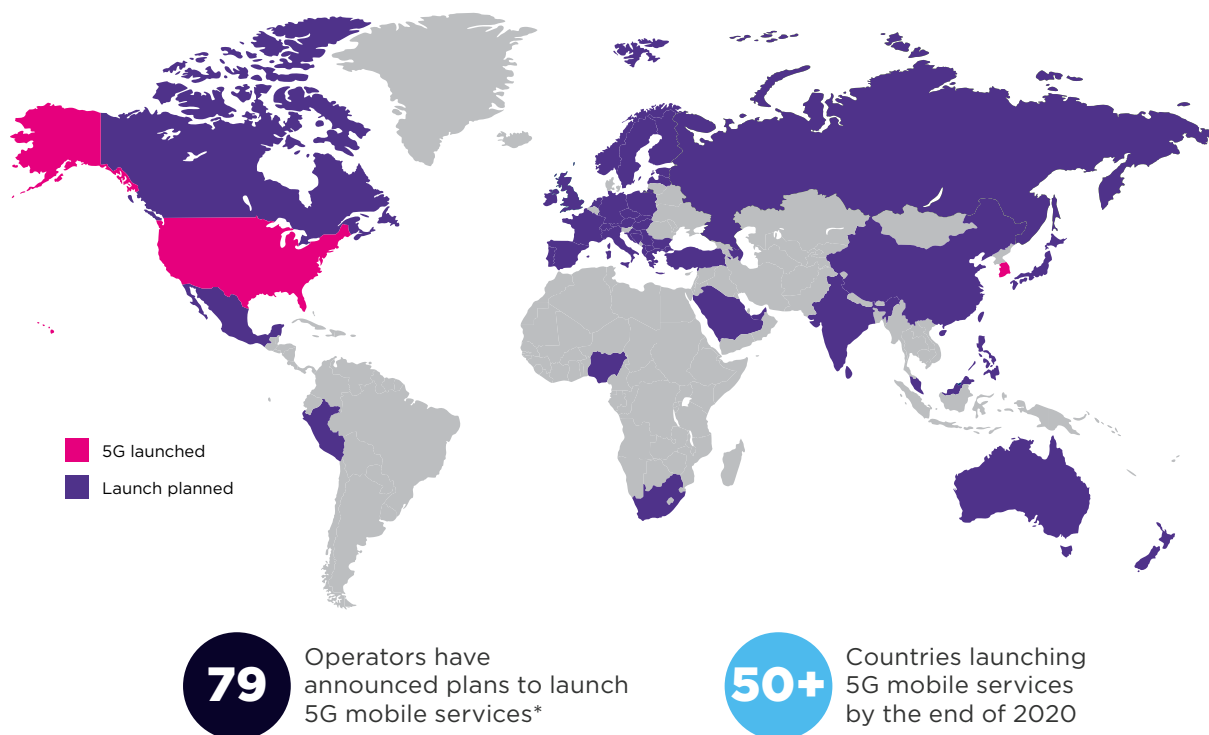 5G launched
Launch planned
79
Operators have
announced plans to launch
5G mobile services*
50+
Countries launching
5G mobile services
by the end of 2020